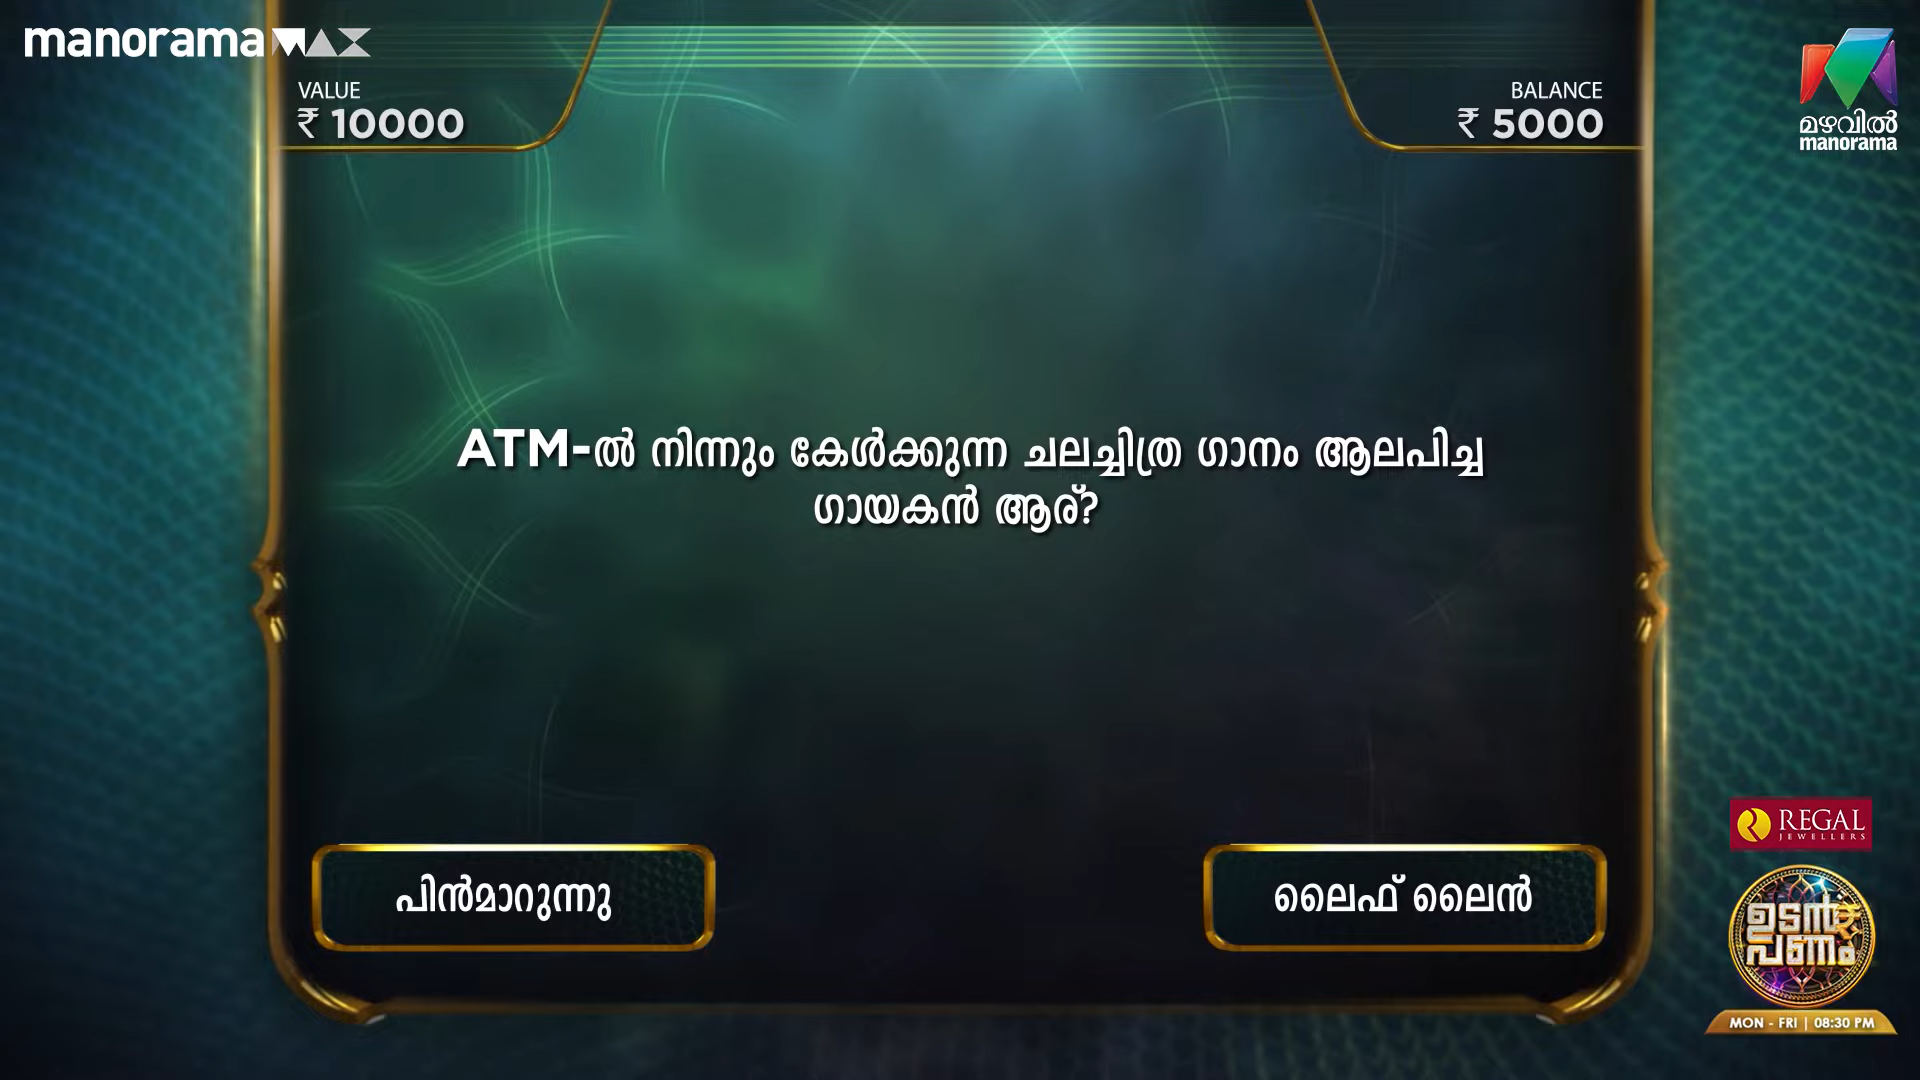 manorama MAX
VALUE
₹ 10000
BALANCE
₹ 5000
മഴവിൽ
manorama
ATM-ൽ നിന്നും കേൾക്കുന്ന ചലച്ചിത്ര ഗാനം ആലപിച്ച
ഗായകൻ ആര്?
പിൻമാറുന്നു
ലൈഫ് ലൈൻ
REGAL
JEWELLERS
ഉടൻ
പണം
MON - FRI | 08:30 PM